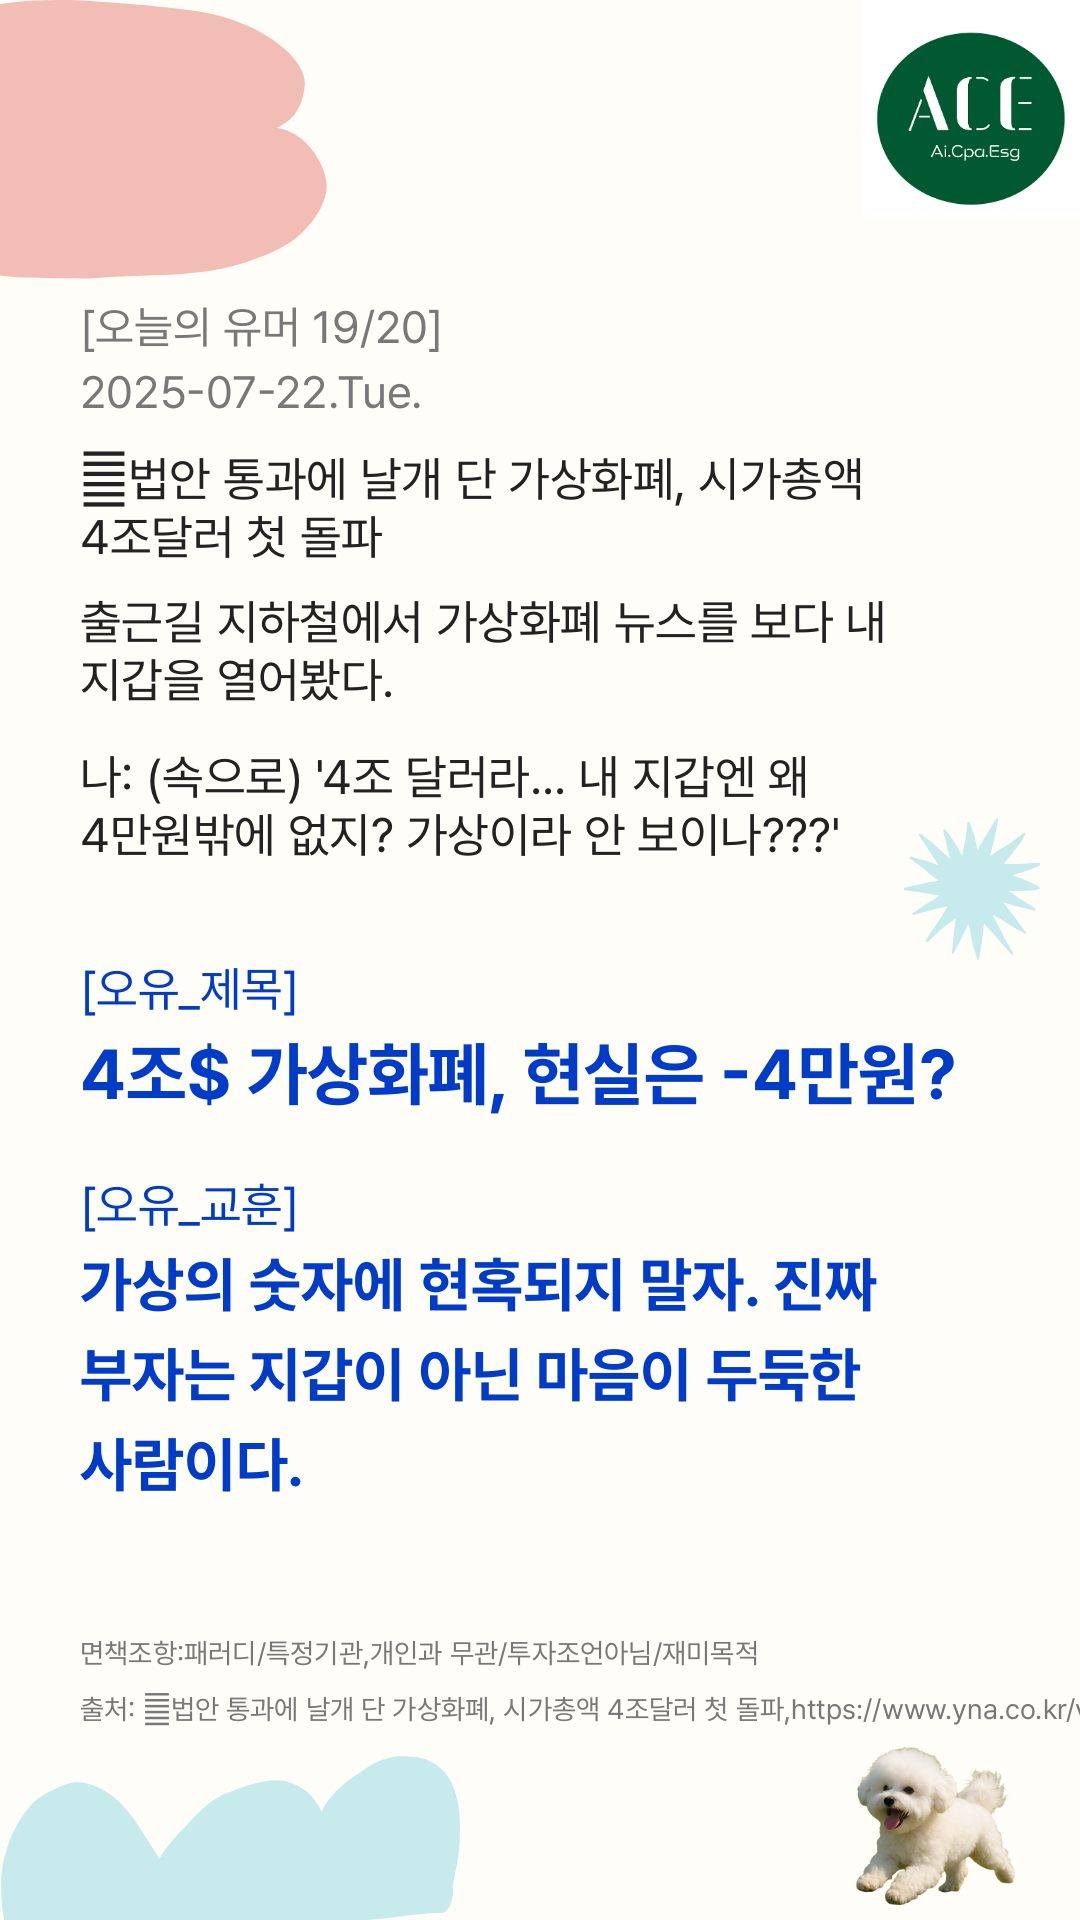 ACE
Ai.Cpa.Esg
[오늘의 유머 19/20]
2025-07-22.Tue.
법안 통과에 날개 단 가상화폐, 시가총액
4조달러 첫 돌파
출근길 지하철에서 가상화폐 뉴스를 보다 내
지갑을 열어봤다.
나: (속으로) '4조 달러라... 내 지갑엔 왜
4만원밖에 없지? 가상이라 안 보이나???'
[오유_제목]
4조$ 가상화폐, 현실은 -4만원?
[오유_교훈]
가상의 숫자에 현혹되지 말자. 진짜
부자는 지갑이 아닌 마음이 두둑한
사람이다.
면책조항:패러디/특정기관,개인과 무관/투자조언아님/재미목적
출처: 법안 통과에 날개 단 가상화폐, 시가총액 4조달러 첫 돌파,https://www.yna.co.kr/